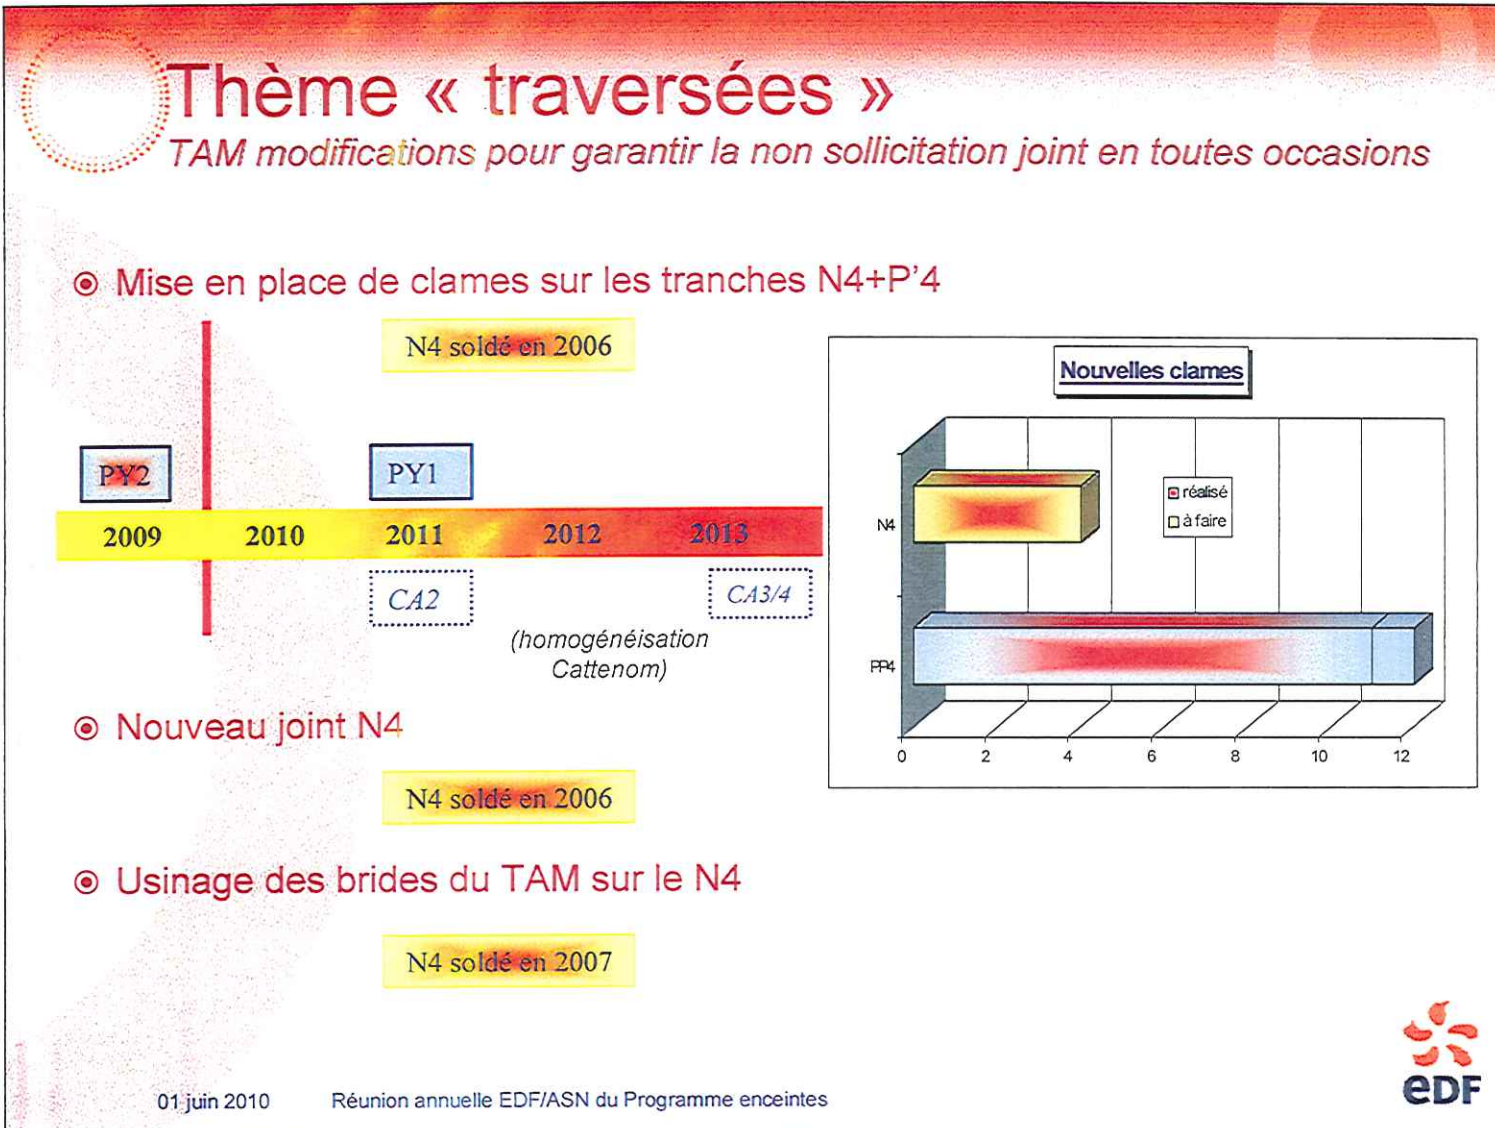 Thème « traversées »
TAM modifications pour garantir la non sollicitation joint en toutes occasions
Mise en place de clames sur les tranches N4+P'4
N4 soldé en 2006
PY2
PY1
2009 2010 2011 2012 2013
CA2
CA3/4
(homogénéisation
Cattenom)
Nouvelles clames
N4
réalisé
à faire
PP4
0 2 4 6 8 10 12
Nouveau joint N4
N4 soldé en 2006
Usinage des brides du TAM sur le N4
N4 soldé en 2007
01 juin 2010 Réunion annuelle EDF/ASN du Programme enceintes
eDF